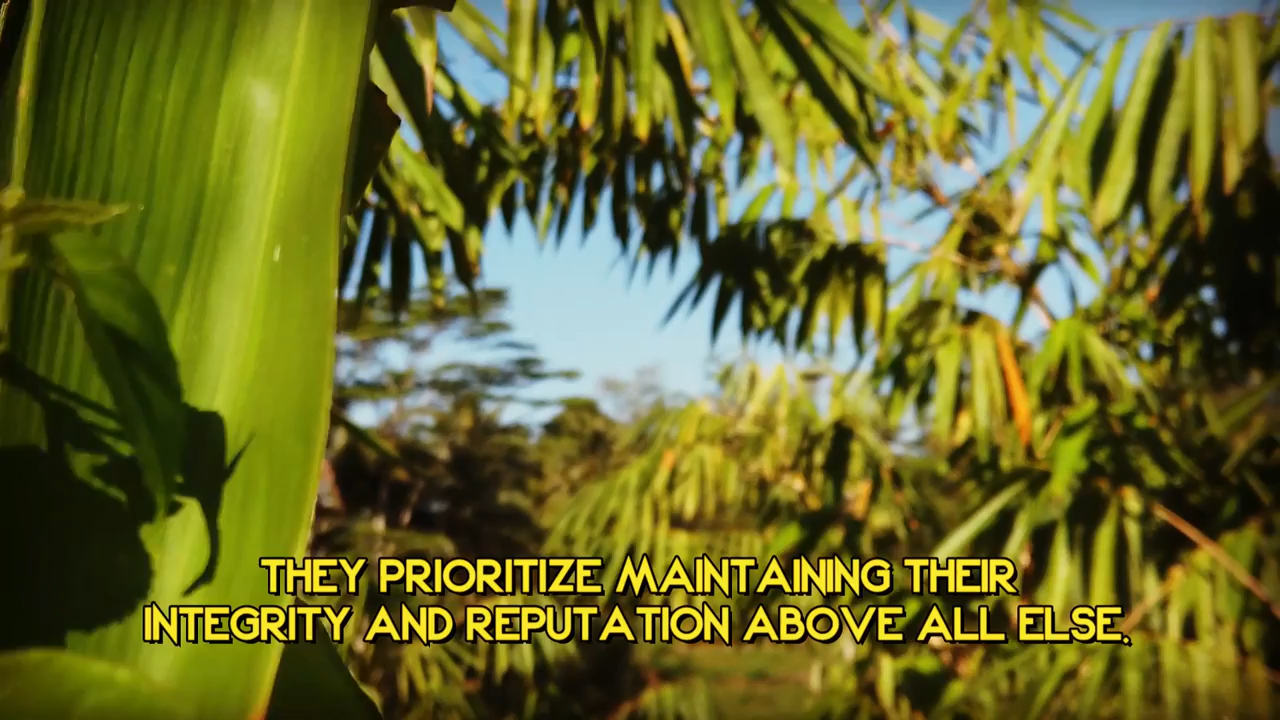 THEY PRIORITIZE MAINTAINING THEIR
INTEGRITY AND REPUTATION ABOVE ALL ELSE.